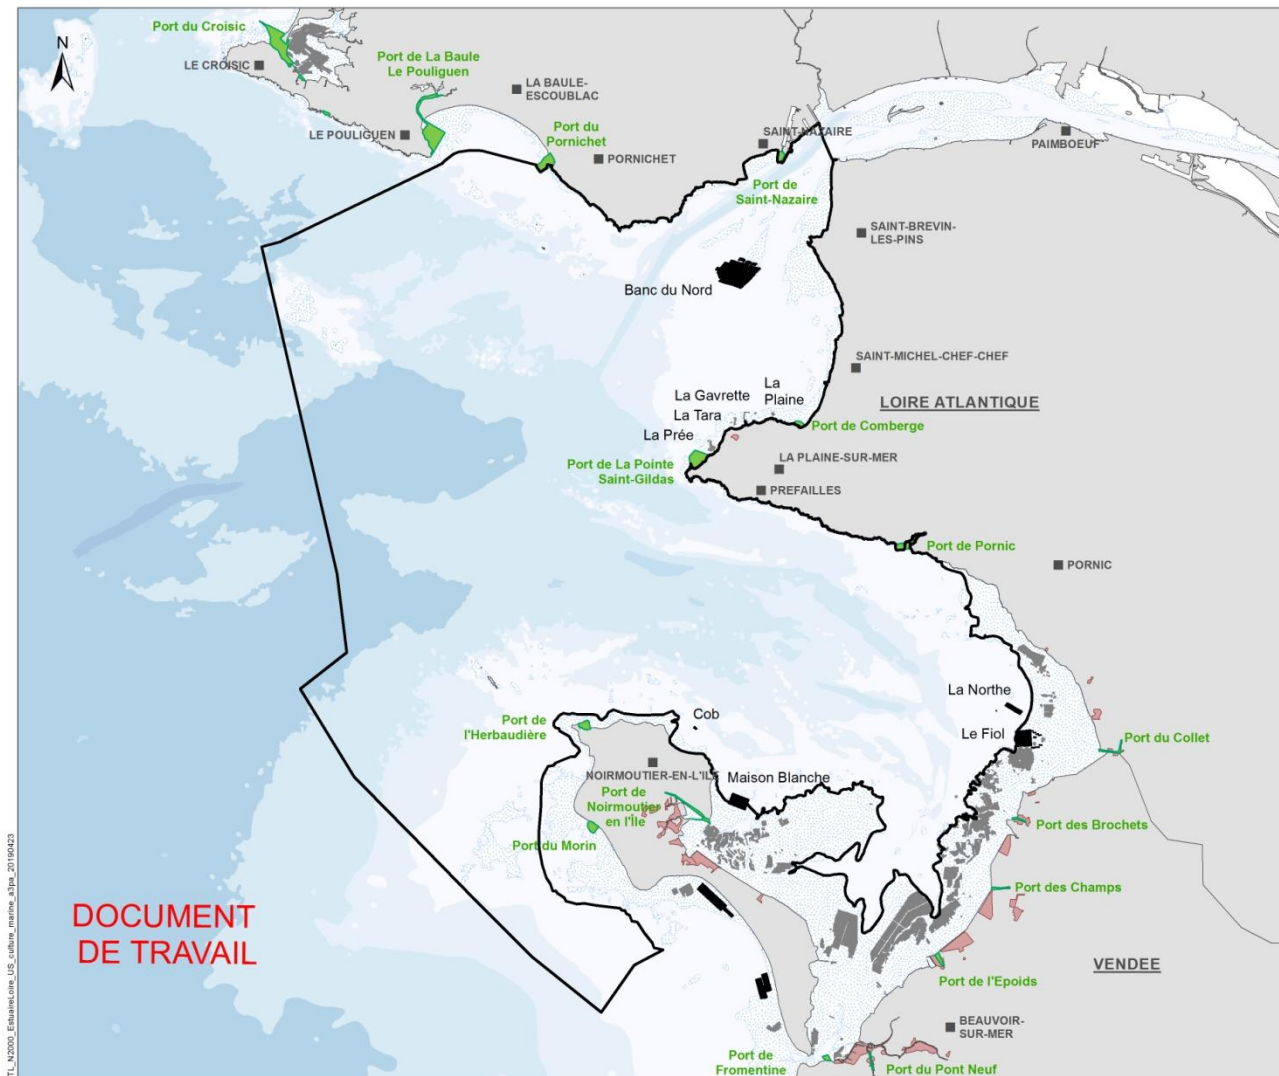 Port du Croisic
N
LE CROISIC
Port de La Baule
Le Pouliguen
LA BAULE-
ESCOUBLAC
LE POULIGUEN
Port du
Pornichet
PORNICHET
SAINT-NAZAIRE
PAIMBOEUF
Port de
Saint-Nazaire
SAINT-BREVIN-
LES-PINS
Banc du Nord
SAINT-MICHEL-CHEF-CHEF
La Gavrette
La
Plaine
La Tara
La Prée
LOIRE ATLANTIQUE
Port de Comberge
Port de La Pointe
Saint-Gildas
LA PLAINE-SUR-MER
PREFAILLES
Port de Pornic
PORNIC
La Northe
Le Fiol
Port du Collet
Cob
Port de
l'Herbaudière
NOIRMOUTIER-EN-L'ILE
Maison Blanche
Port de
Noirmoutier
en l'Île
Port du Morin
Port des Brochets
Port des Champs
DOCUMENT
DE TRAVAIL
Port de l'Epoids
VENDEE
BEAUVOIR-
SUR-MER
Port de
Fromentine
Port du Pont Neuf
TL_N2000_EstuaireLoire_US_culture_marine_a3pa_20190423